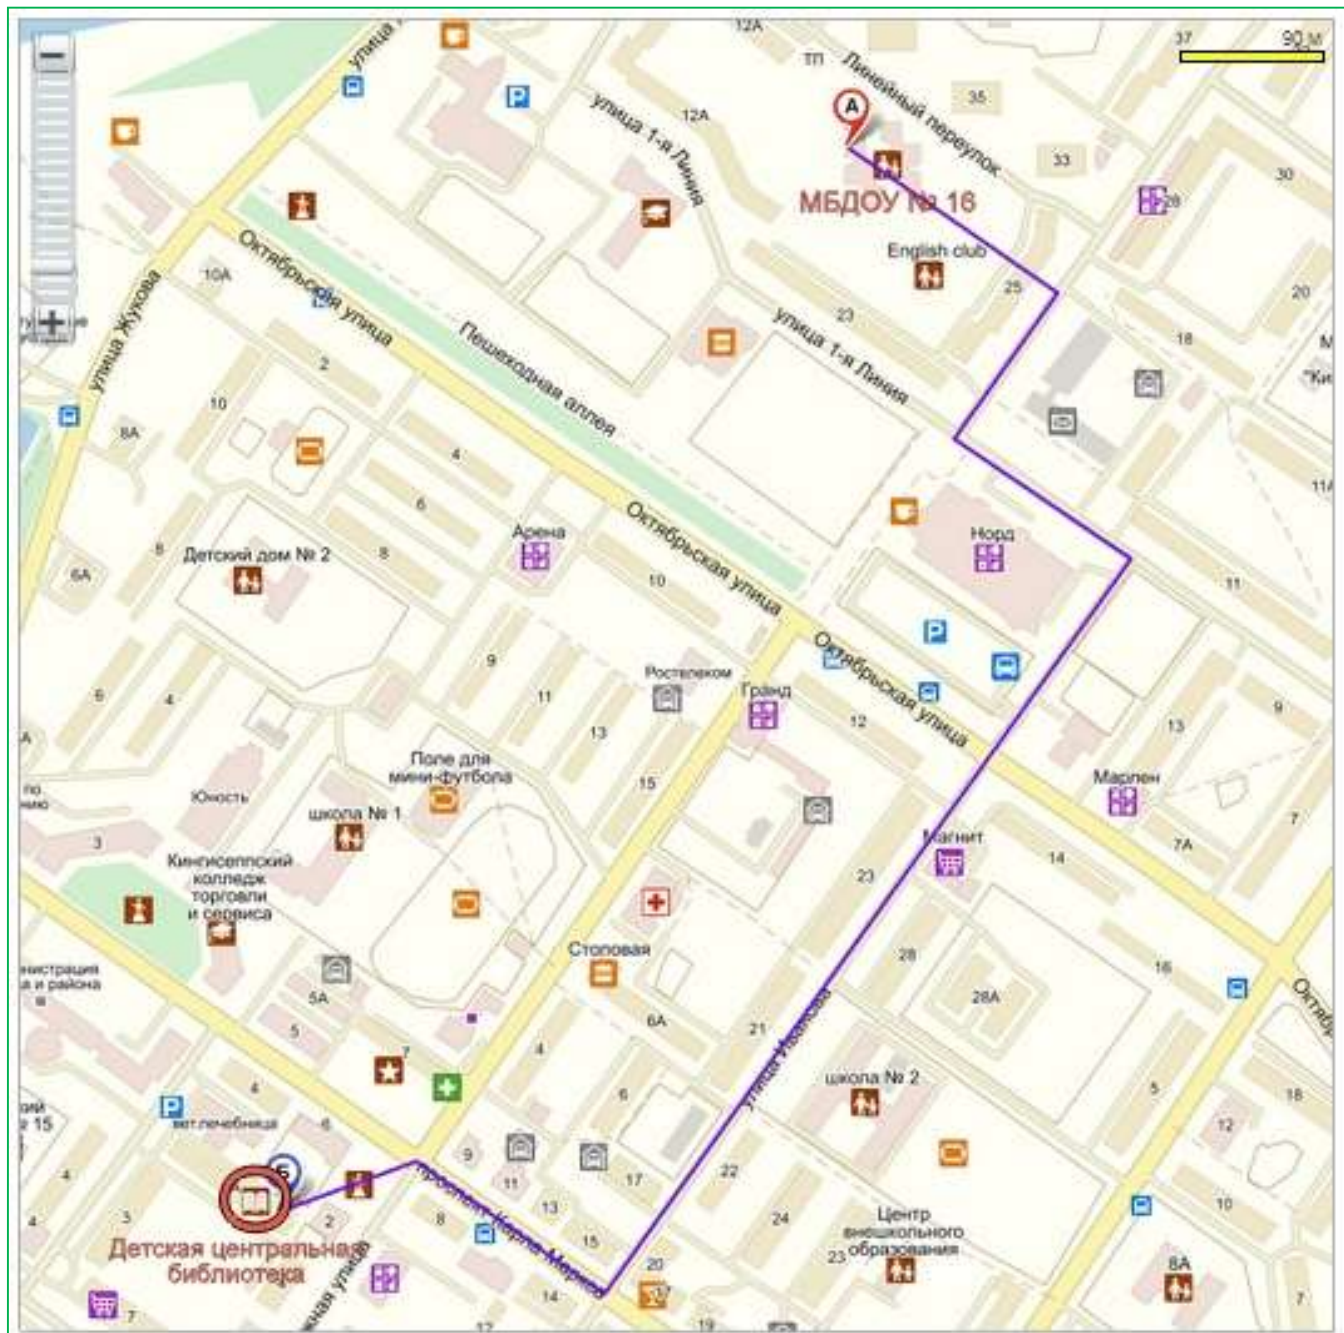 12А
37
90 м
улица
ТП
Линейный переулок
35
А
12А
улица 1-я Линия
33
30
28
МБДОУ № 16
English club
25
20
Октябрьская улица
10А
улица Жукова
23
улица 1-я Линия
18
2
Пешеходная аллея
10
8А
4
6
11А
Октябрьская улица
Арена
Норд
Детский дом № 2
8
8
6А
10
11
Октябрьская улица
9
Ростелеком
Гранд
6
4
11
12
13
9
13
Поле для
мини-футбола
15
Марлен
Юность
школа № 1
7
3
Магнит
7А
14
Кингисеппский
колледж
торговли
и сервиса
23
Столовая
28
16
28А
5А
6А
21
5
7
4
улица Иванова
школа № 2
4
6
5
18
вет.лечебница
6
9
12
4
Б
11
17
22
10
3
2
8
13
24
проспект Карла Маркса
Центр
внешкольного
образования
15
23
Детская центральная
библиотека
20
8А
14
17
7
12
19